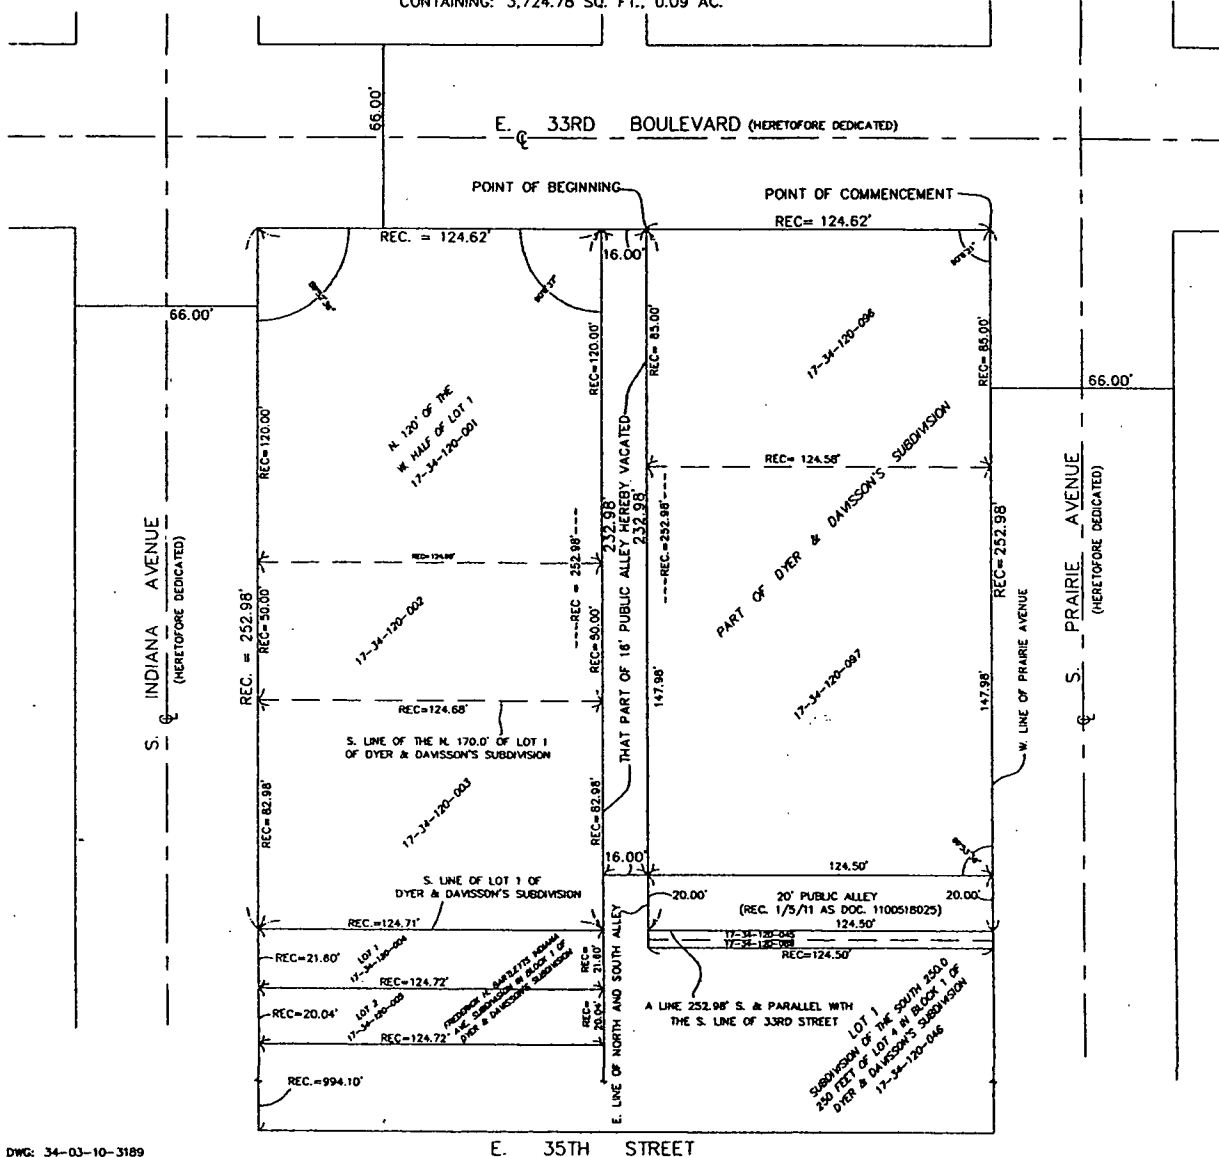 CONTAINING: 3,724.78 SQ. FT., 0.09 AC.
66.00'
E. 33RD BOULEVARD (HERETOFORE DEDICATED)
POINT OF BEGINNING
POINT OF COMMENCEMENT
REC. = 124.62'
16.00'
REC= 124.62'
90°6'21"
66.00'
66.00'
REC=120.00'
REC=120.00'
REC= 85.00'
REC= 85.00'
17-34-120-096
N. 120' OF THE
W. HALF OF LOT 1
17-34-120-001
REC= 124.58'
PART OF DYER & DAVISSON'S SUBDIVISION
THAT PART OF 16' PUBLIC ALLEY HEREBY VACATED
232.98'
232.98'
---REC = 252.98'---
---REC.=252.98'---
REC=252.98'
S. INDIANA AVENUE
(HERETOFORE DEDICATED)
REC. = 252.98'
REC=50.00'
REC=50.00'
17-34-120-002
17-34-120-097
147.98'
147.98'
W. LINE OF PRAIRIE AVENUE
S. PRAIRIE AVENUE
(HERETOFORE DEDICATED)
REC=124.68'
S. LINE OF THE N. 170.0' OF LOT 1
OF DYER & DAVISSON'S SUBDIVISION
REC=82.98'
REC=82.98'
17-34-120-003
16.00'
124.50'
S. LINE OF LOT 1 OF
DYER & DAVISSON'S SUBDIVISION
20.00'
20' PUBLIC ALLEY
(REC. 1/5/11 AS DOC. 1100518025)
20.00'
REC.=124.71'
124.50'
17-34-120-045
REC=124.50'
REC=21.60'
LOT 1
17-34-120-004
REC=
21.60'
REC=124.72'
REC=20.04'
LOT 2
17-34-120-005
REC=
20.04'
REC=124.72'
FREDERICK H. BARTLETTS INDIANA
AVE. SUBDIVISION IN BLOCK 1 OF
DYER & DAVISSON'S SUBDIVISION
E. LINE OF NORTH AND SOUTH ALLEY
A LINE 252.98' S. & PARALLEL WITH
THE S. LINE OF 33RD STREET
LOT 1
SUBDIVISION OF THE SOUTH 250.0
250 FEET OF LOT 4 IN BLOCK 1 OF
DYER & DAVISSON'S SUBDIVISION
17-34-120-046
REC.=994.10'
E. 35TH STREET
DWG: 34-03-10-3189